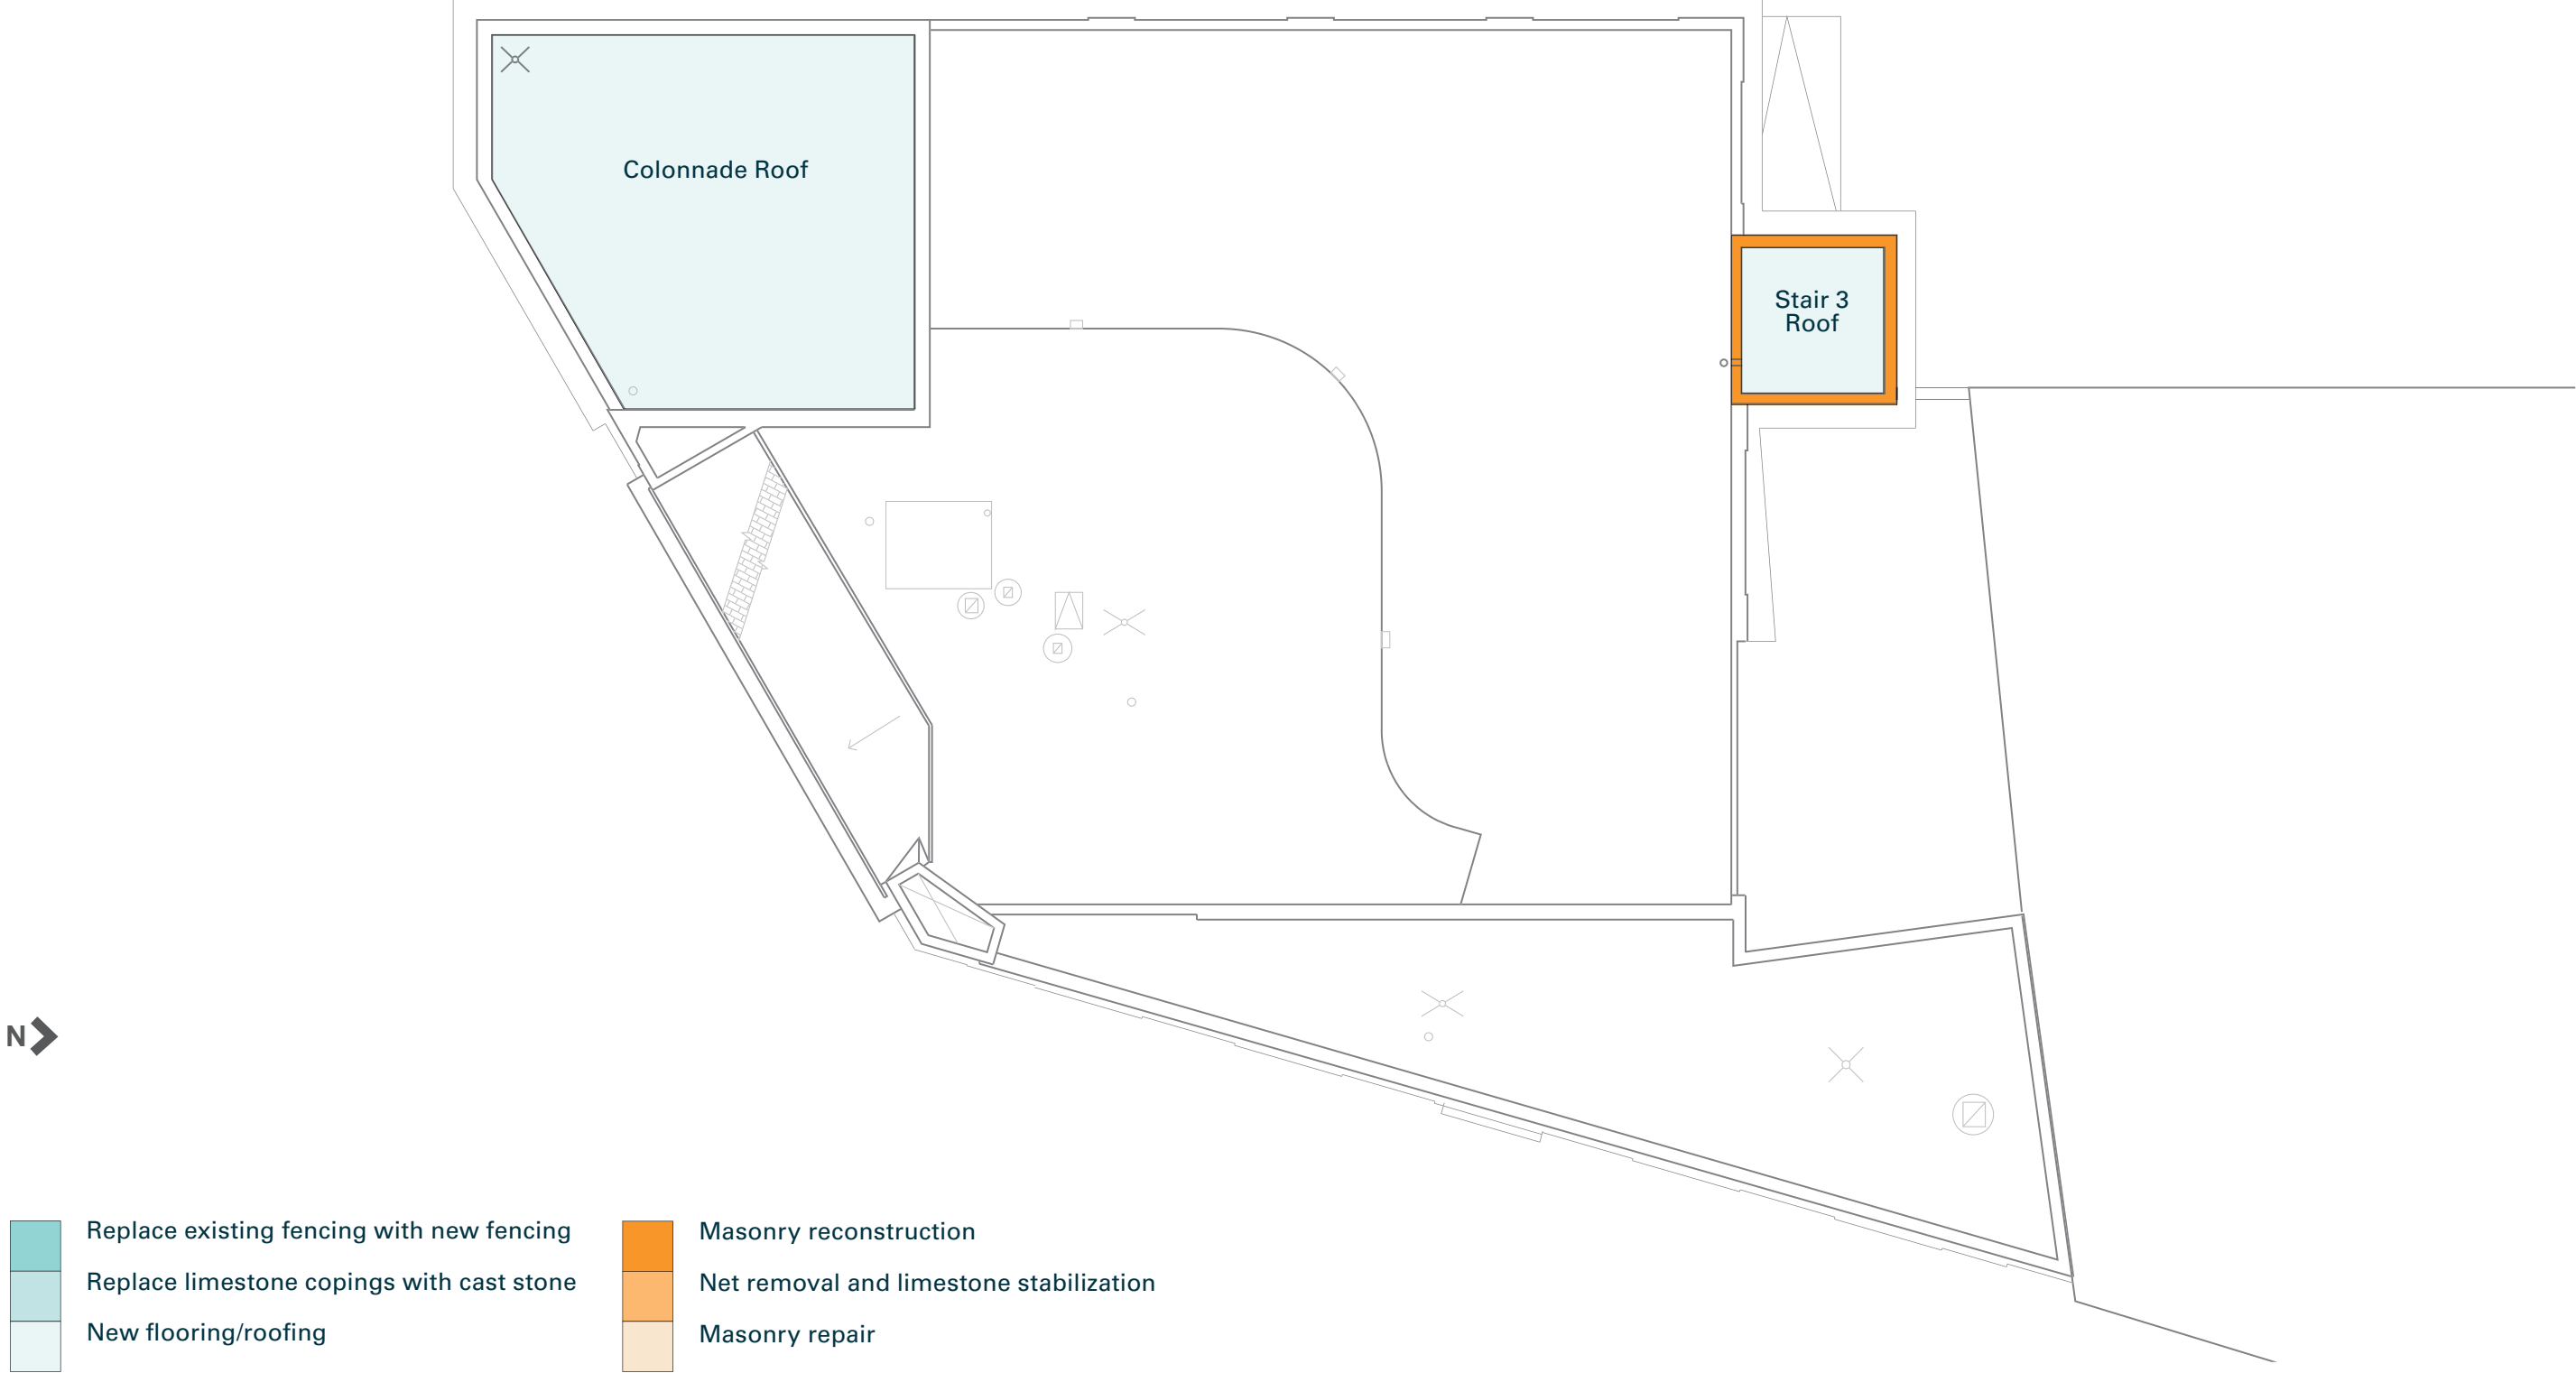 Colonnade Roof
Stair 3
Roof
N
Replace existing fencing with new fencing
Replace limestone copings with cast stone
New flooring/roofing
Masonry reconstruction
Net removal and limestone stabilization
Masonry repair